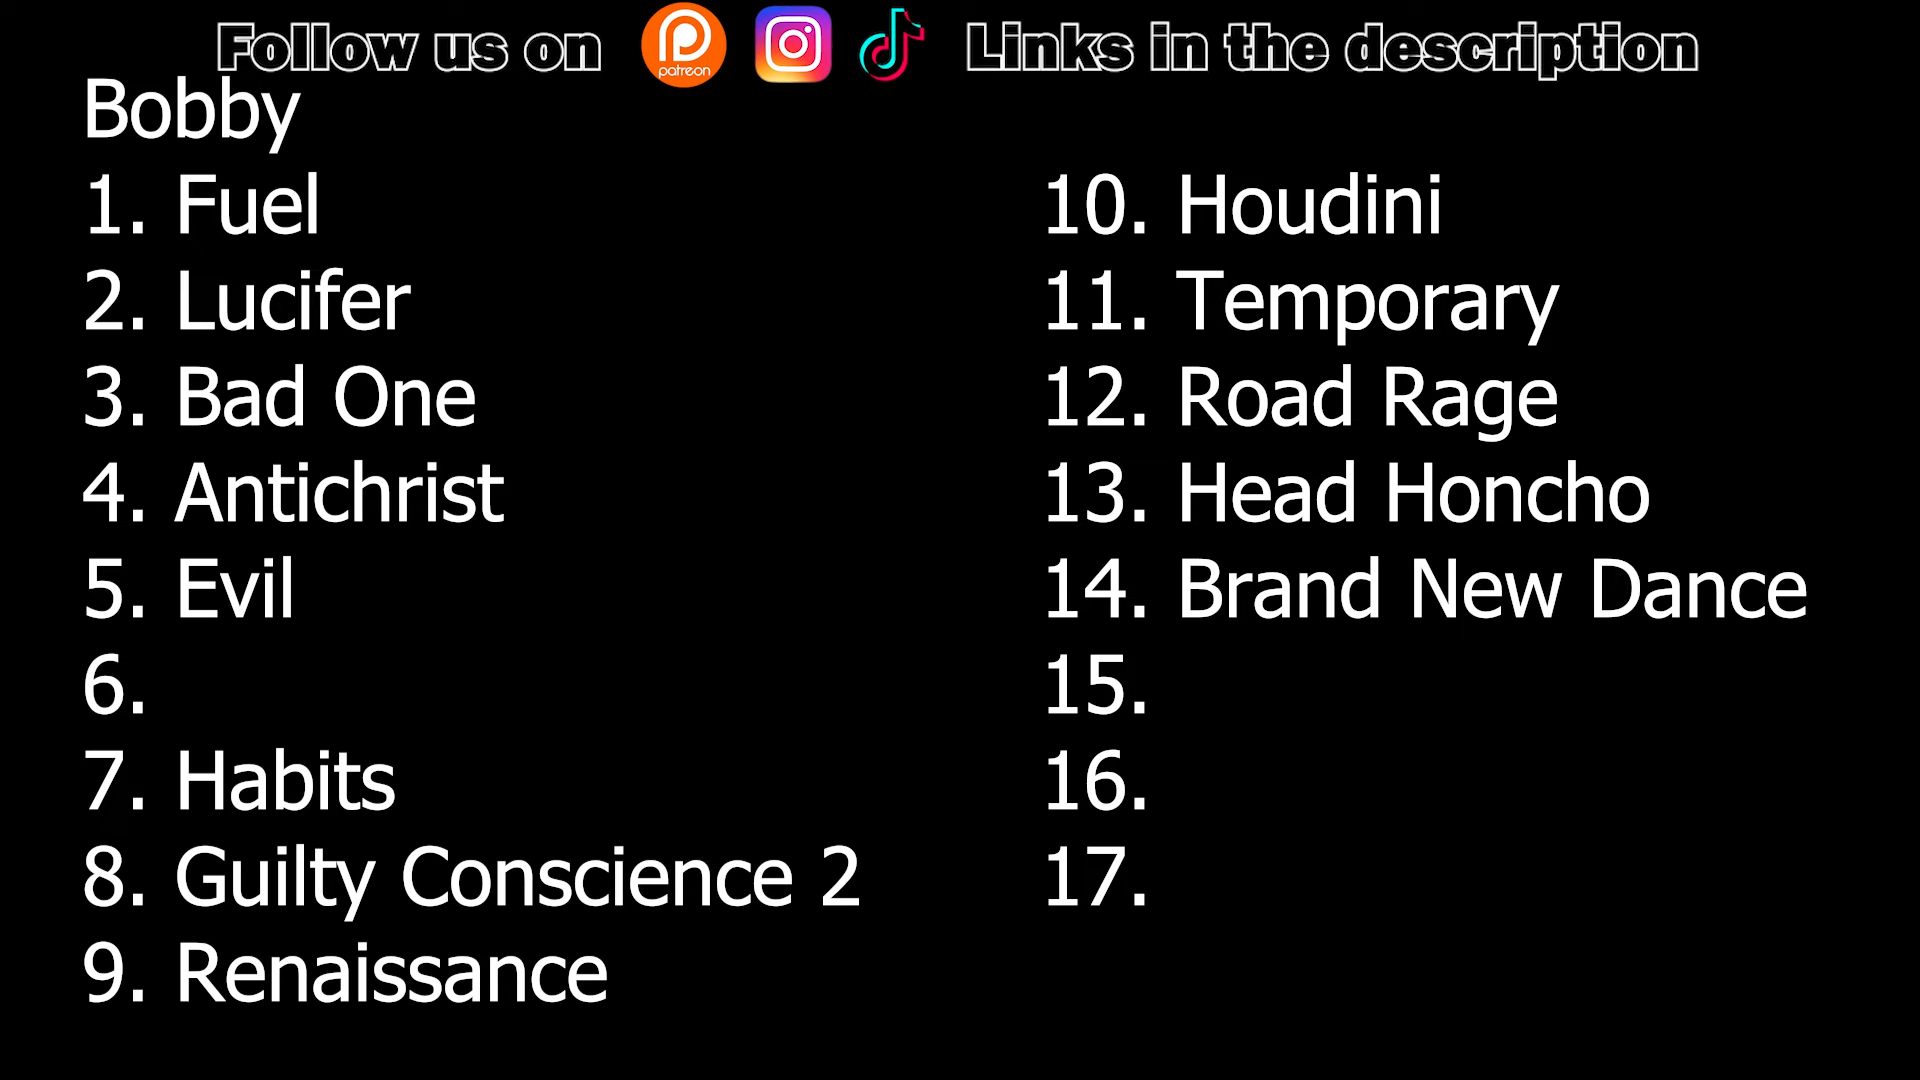 Follow us on patreon Links in the description
Bobby
1. Fuel
2. Lucifer
3. Bad One
4. Antichrist
5. Evil
6.
7. Habits
8. Guilty Conscience 2
9. Renaissance
10. Houdini
11. Temporary
12. Road Rage
13. Head Honcho
14. Brand New Dance
15.
16.
17.